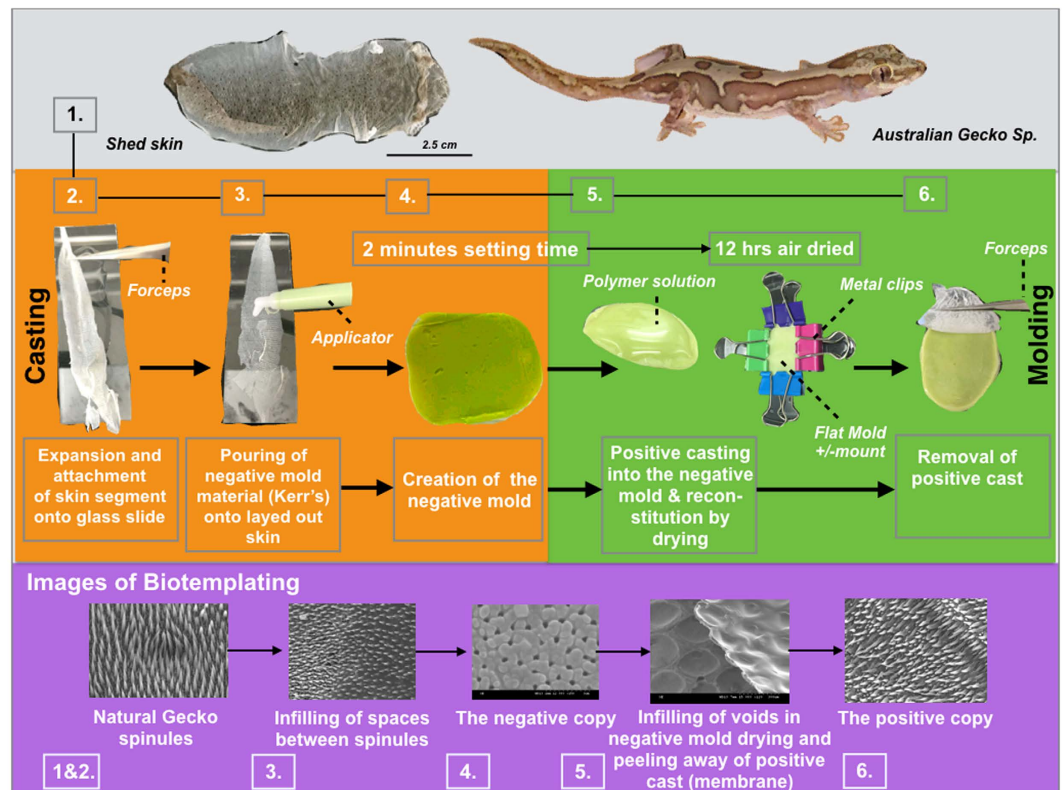 1.
Shed skin
2.5 cm
Australian Gecko Sp.
2.
3.
4.
5.
6.
2 minutes setting time
12 hrs air dried
Casting
Forceps
Applicator
Polymer solution
Metal clips
Forceps
Molding
Flat Mold
+/-mount
Expansion and
attachment
of skin segment
onto glass slide
Pouring of
negative mold
material (Kerr's)
onto layed out
skin
Creation of the
negative mold
Positive casting
into the negative
mold & recon-
stitution by
drying
Removal of
positive cast
Images of Biotemplating
Natural Gecko
spinules
Infilling of spaces
between spinules
The negative copy
Infilling of voids in
negative mold drying and
peeling away of positive
cast (membrane)
The positive copy
1&2.
3.
4.
5.
6.